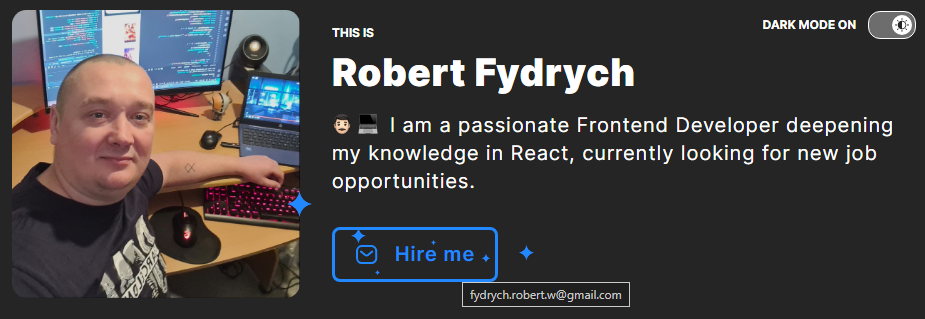 DARK MODE ON
THIS IS
Robert Fydrych
I am a passionate Frontend Developer deepening
my knowledge in React, currently looking for new job
opportunities.
Hire me
fydrych.robert.w@gmail.com